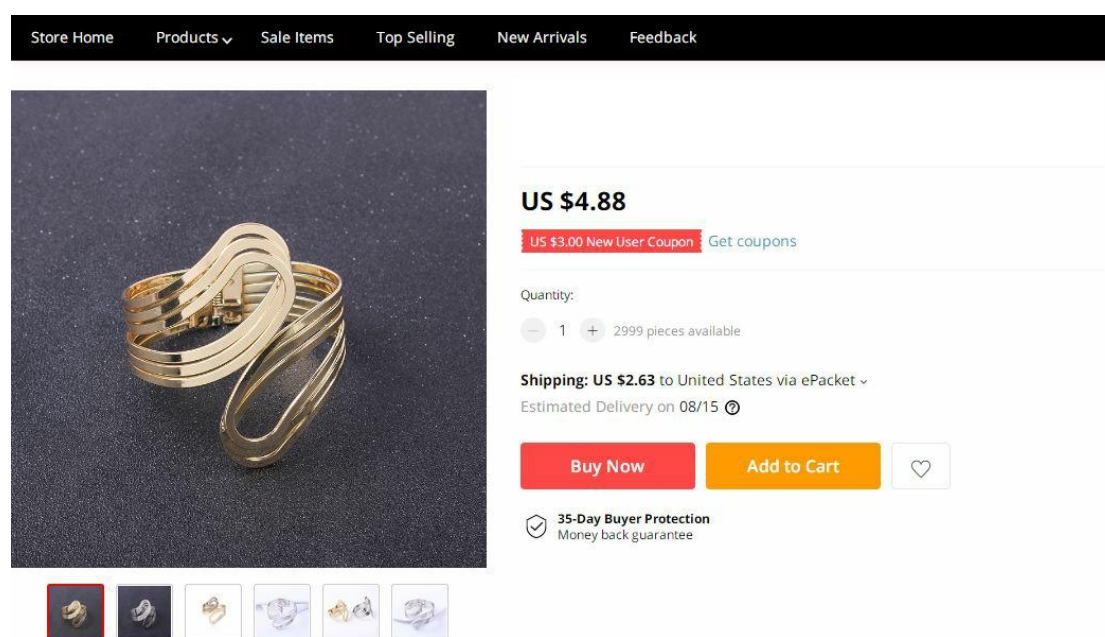 Store Home Products Sale Items Top Selling New Arrivals Feedback
US $4.88
US $3.00 New User Coupon Get coupons
Quantity:
1 + 2999 pieces available
Shipping: US $2.63 to United States via ePacket
Estimated Delivery on 08/15 ?
Buy Now Add to Cart
35-Day Buyer Protection
Money back guarantee